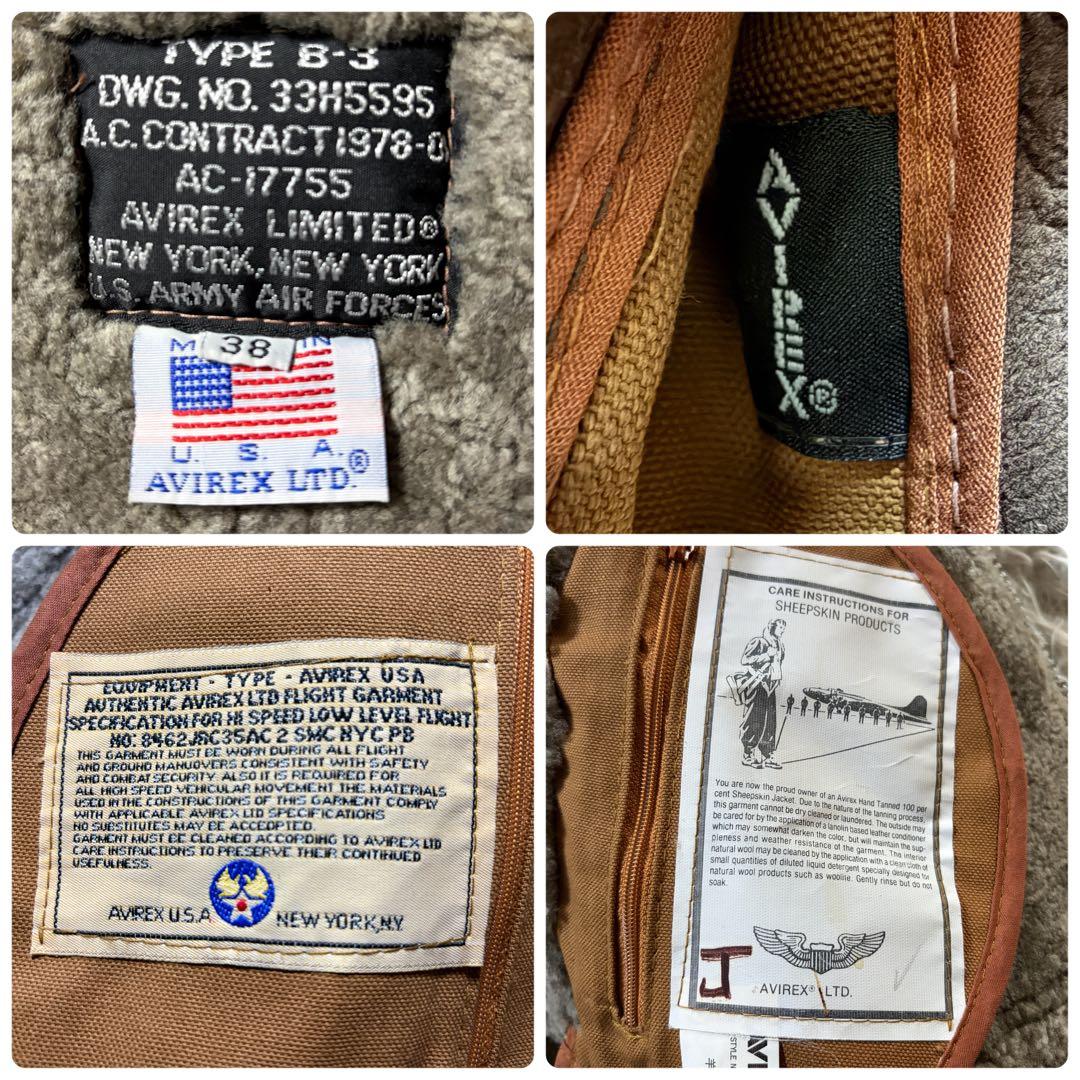 TYPE B-3
DWG. NO. 33H5595
A.C. CONTRACT 1978-
AC-17755
AVIREX LIMITED®
NEW YORK, NEW YORK
U.S. ARMY AIR FORCES
M IN
38
U. S. A.
AVIREX LTD.®
AVIREX®
EQUIPMENT - TYPE - AVIREX USA
AUTHENTIC AVIREX LTD FLIGHT GARMENT
SPECIFICATION FOR HI SPEED LOW LEVEL FLIGHT
NO. 8462J8C35AC 2 SMC NYC PB
THIS GARMENT MUST BE WORN DURING ALL FLIGHT
AND GROUND MANUOVERS CONSISTENT WITH SAFETY
AND COMBAT SECURITY. ALSO IT IS REQUIRED FOR
ALL HIGH SPEED VEHICULAR MOVEMENT. THE MATERIALS
USED IN THE CONSTRUCTIONS OF THIS GARMENT COMPLY
WITH APPLICABLE AVIREX LTD SPECIFICATIONS
NO SUBSTITUTES MAY BE ACCEOPTED.
GARMENT MUST BE CLEANED ACCORDING TO AVIREX LTD
CARE INSTRUCTIONS TO PRESERVE THEIR CONTINUED
USEFULNESS.
AVIREX U.S.A NEW YORK,N.Y.
CARE INSTRUCTIONS FOR
SHEEPSKIN PRODUCTS
You are now the proud owner of an Avirex Hand Tanned 100 per
cent Sheepskin Jacket. Due to the nature of the tanning process,
this garment cannot be dry cleaned or laundered. The outside may
be cared for by the application of a lanolin based leather conditioner
which may somewhat darken the color, but will maintain the sup-
pleness and weather resistance of the garment. The interior
natural wool may be cleaned by the application with a clean cloth of
small quantities of diluted liquid detergent specially designed for
natural wool products such as woolite. Gently rinse but do not
soak.
J
AVIREX® LTD.
STYLE N